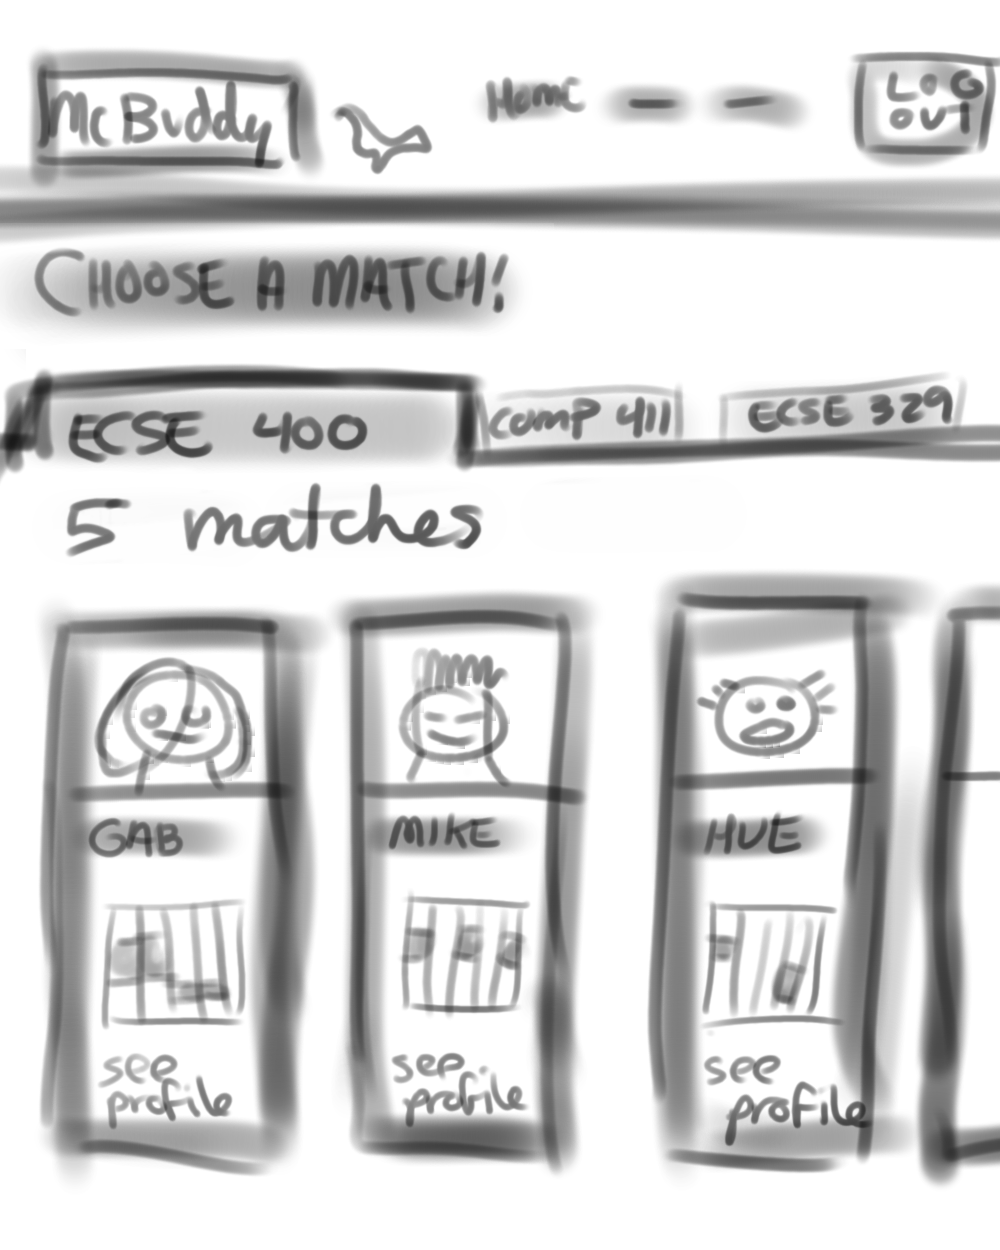 McBuddy
Home
LOG
OUT
CHOOSE A MATCH!
ECSE 400
COMP 411
ECSE 329
5 matches
GAB
MIKE
HUE
see
profile
see
profile
see
profile